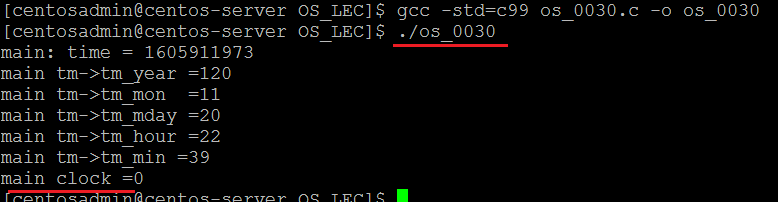 [centosadmin@centos-server OS_LEC]$ gcc -std=c99 os_0030.c -o os_0030
[centosadmin@centos-server OS_LEC]$ ./os_0030
main: time = 1605911973
main tm->tm_year =120
main tm->tm_mon  =11
main tm->tm_mday =20
main tm->tm_hour =22
main tm->tm_min =39
main clock =0
[centosadmin@centos-server OS_LEC]$